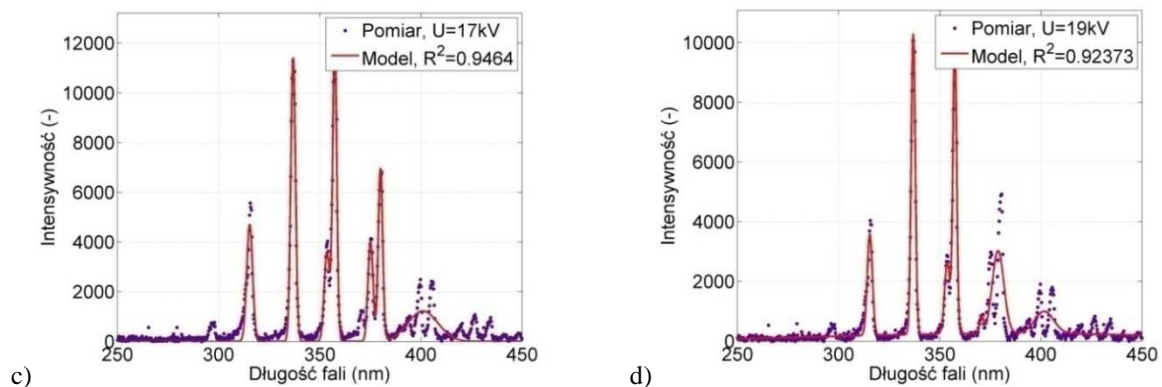 Pomiar, U=17kV
Model, R²=0.9464
12000
10000
8000
6000
4000
2000
0
Intensywność (-)
250 300 350 400 450
Długość fali (nm)
c)
Pomiar, U=19kV
Model, R²=0.92373
10000
8000
6000
4000
2000
0
Intensywność (-)
250 300 350 400 450
Długość fali (nm)
d)